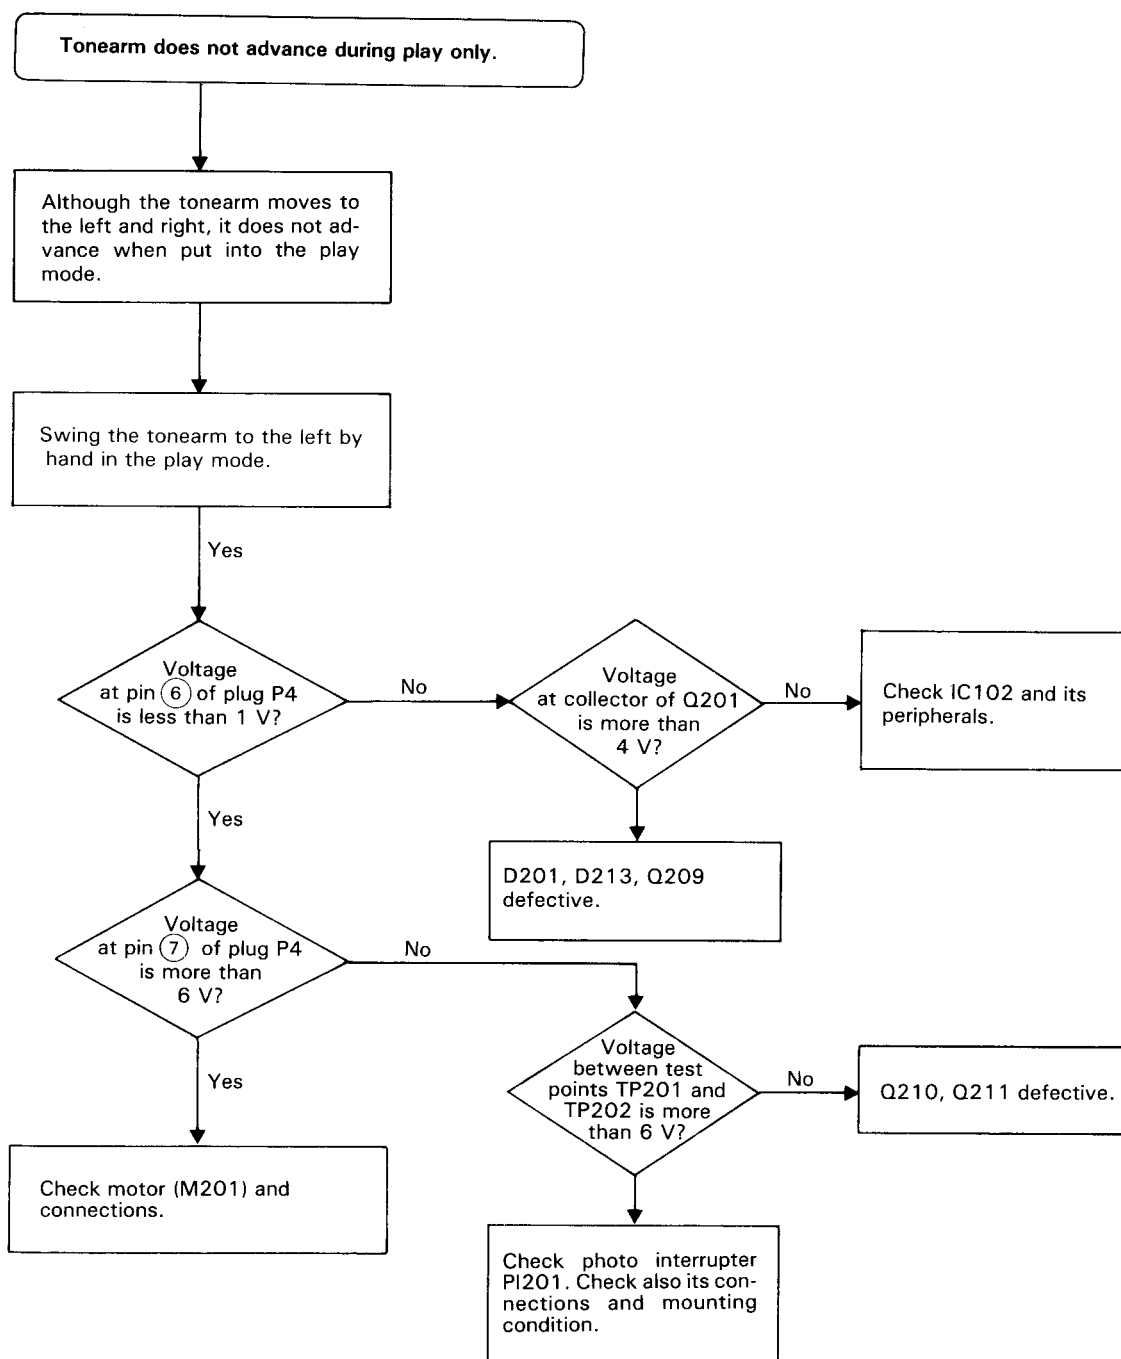 Tonearm does not advance during play only.
Although the tonearm moves to
the left and right, it does not ad-
vance when put into the play
mode.
Swing the tonearm to the left by
hand in the play mode.
Yes
Voltage
at pin 6 of plug P4
is less than 1 V?
No
Voltage
at collector of Q201
is more than
4 V?
No
Check IC102 and its
peripherals.
Yes
D201, D213, Q209
defective.
Voltage
at pin 7 of plug P4
is more than
6 V?
No
Voltage
between test
points TP201 and
TP202 is more
than 6 V?
No
Q210, Q211 defective.
Yes
Check motor (M201) and
connections.
Check photo interrupter
PI201. Check also its con-
nections and mounting
condition.